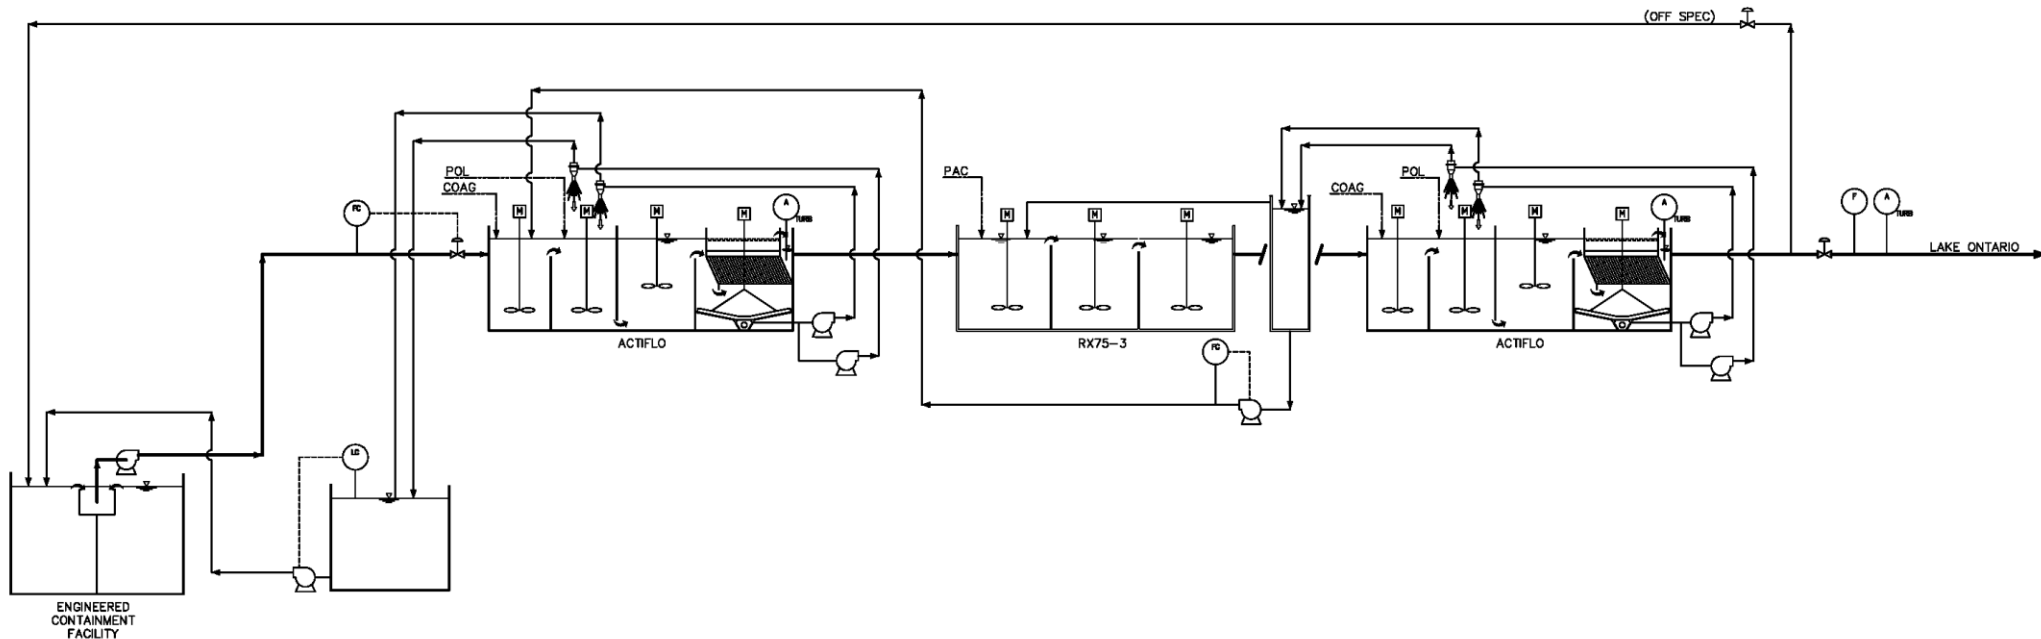 (OFF SPEC)
POL
COAG
PAC
COAG
POL
FC
M
M
M
M
A
TURB
M
M
M
M
M
M
M
A
TURB
F
A
TURB
LAKE ONTARIO
ACTIFLO
RX75-3
ACTIFLO
FC
LC
ENGINEERED
CONTAINMENT
FACILITY